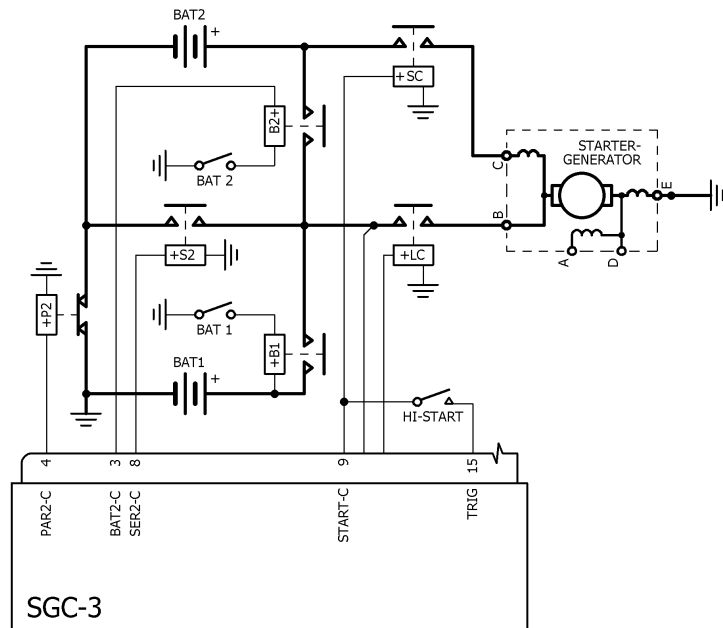 BAT2
+
+SC
B2+
BAT 2
STARTER-
GENERATOR
C
B
E
A
D
+S2
+LC
+P2
BAT 1
+B1
BAT1
+
HI-START
4
3
8
9
15
PAR2-C
BAT2-C
SER2-C
START-C
TRIG
SGC-3